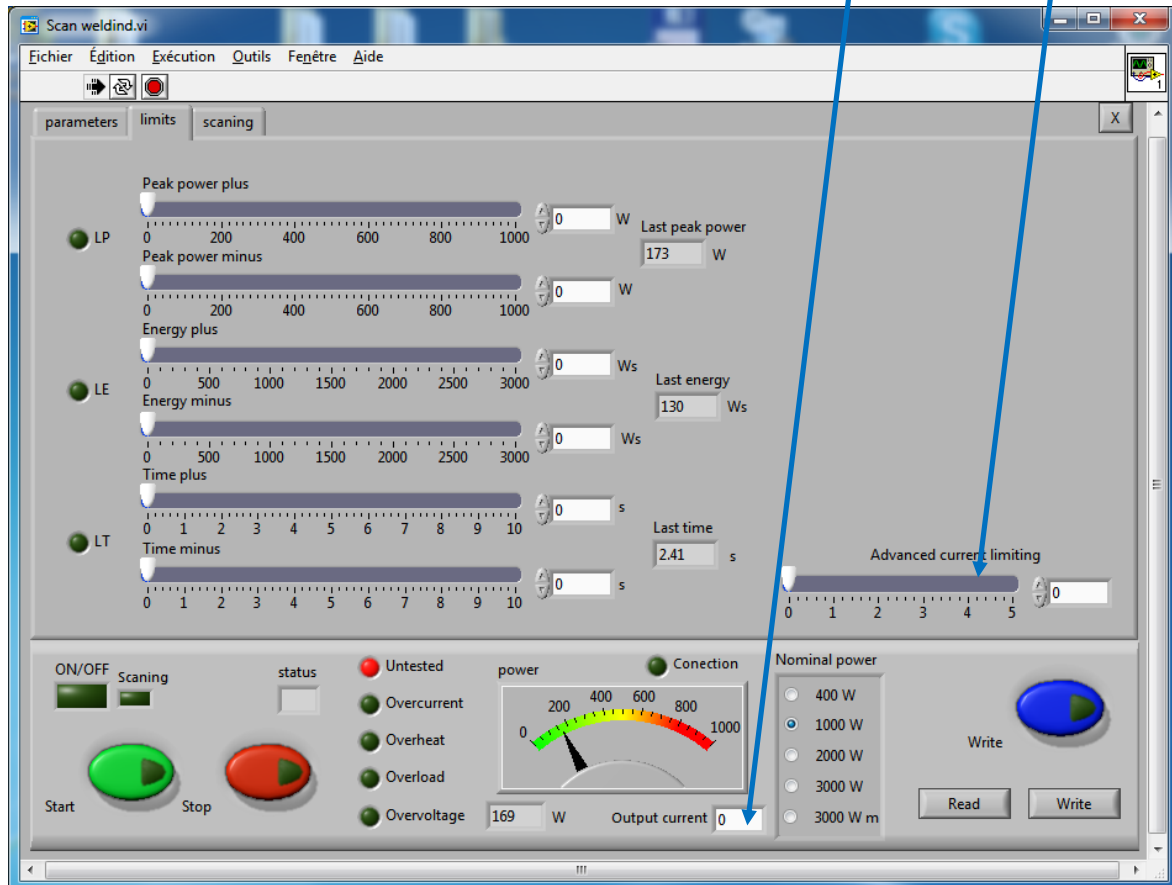 Scan weldind.vi
Fichier Édition Exécution Outils Fenêtre Aide
1
parameters limits scaning X
Peak power plus
0 200 400 600 800 1000
0 W
LP
Last peak power
173 W
Peak power minus
0 200 400 600 800 1000
0 W
Energy plus
0 500 1000 1500 2000 2500 3000
0 Ws
LE
Last energy
130 Ws
Energy minus
0 500 1000 1500 2000 2500 3000
0 Ws
Time plus
0 1 2 3 4 5 6 7 8 9 10
0 s
LT
Last time
2.41 s
Time minus
0 1 2 3 4 5 6 7 8 9 10
0 s
Advanced current limiting
0 1 2 3 4 5
0
ON/OFF Scaning status
Start Stop
Untested
Overcurrent
Overheat
Overload
Overvoltage
power
Conection
0 200 400 600 800 1000
169 W
Output current 0
Nominal power
400 W
1000 W
2000 W
3000 W
3000 W m
Write
Read Write